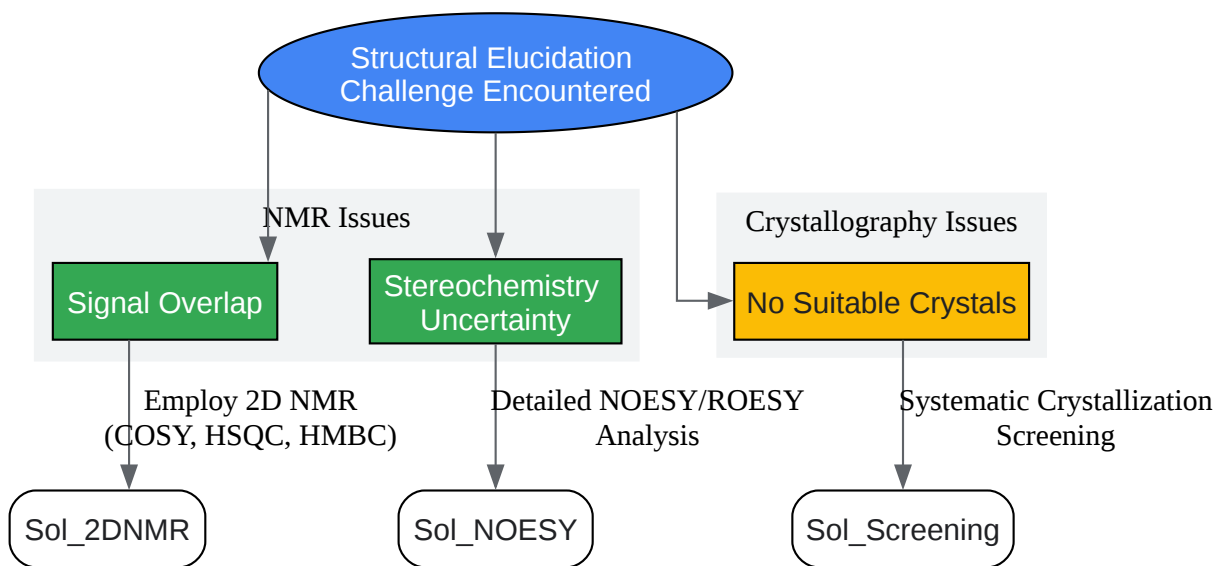 Structural Elucidation
Challenge Encountered
NMR Issues
Crystallography Issues
Signal Overlap
Stereochemistry
Uncertainty
No Suitable Crystals
Employ 2D NMR
(COSY, HSQC, HMBC)
Detailed NOESY/ROESY
Analysis
Systematic Crystallization
Screening
Sol_2DNMR
Sol_NOESY
Sol_Screening